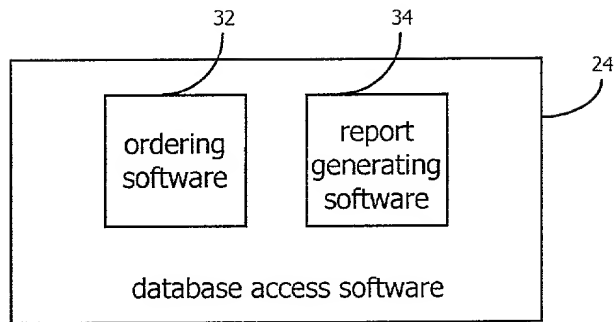 32
34
24
ordering
software
report
generating
software
database access software